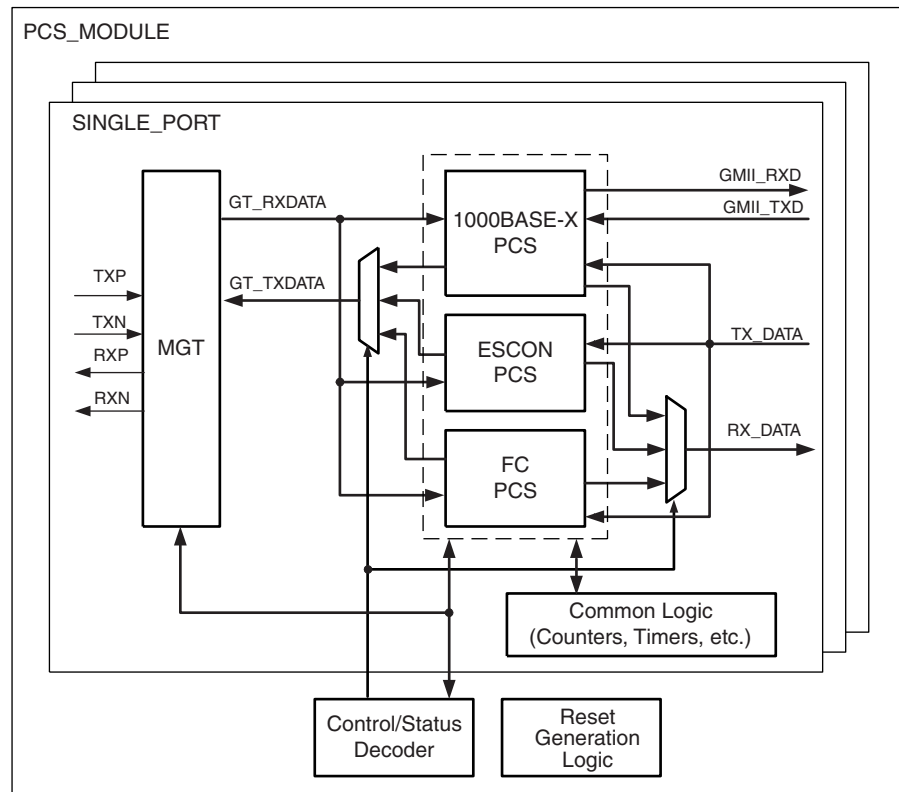 PCS_MODULE
SINGLE_PORT
GT_RXDATA
GT_TXDATA
TXP
TXN
RXP
RXN
MGT
1000BASE-X
PCS
GMII_RXD
GMII_TXD
ESCON
PCS
TX_DATA
FC
PCS
RX_DATA
Common Logic
(Counters, Timers, etc.)
Control/Status
Decoder
Reset
Generation
Logic